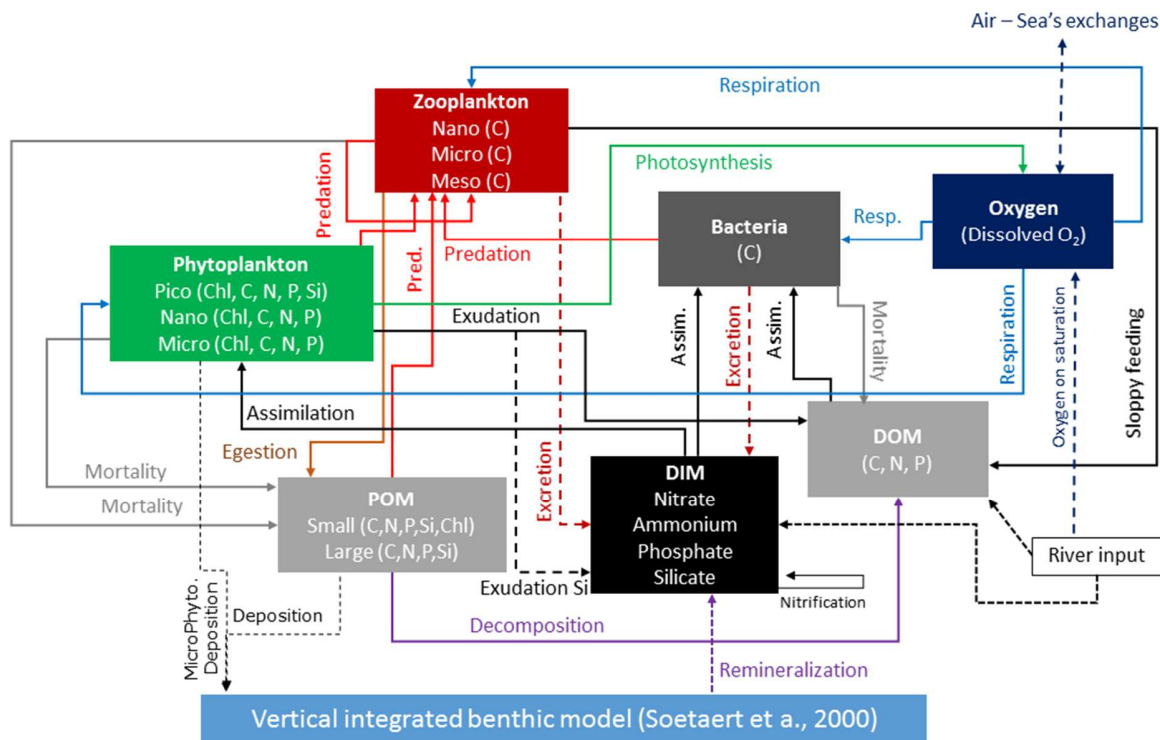 Air – Sea's exchanges
Respiration
Zooplankton
Nano (C)
Micro (C)
Meso (C)
Photosynthesis
Predation
Oxygen
(Dissolved O₂)
Bacteria
(C)
Resp.
Predation
Pred.
Phytoplankton
Pico (Chl, C, N, P, Si)
Nano (Chl, C, N, P)
Micro (Chl, C, N, P)
Exudation
Assim.
Excretion
Assim.
Mortality
Respiration
Oxygen on saturation
Sloppy feeding
Assimilation
Egestion
DOM
(C, N, P)
Mortality
Mortality
POM
Small (C,N,P,Si,Chl)
Large (C,N,P,Si)
Excretion
DIM
Nitrate
Ammonium
Phosphate
Silicate
River input
Exudation Si
Nitrification
MicroPhyto.
Deposition
Deposition
Decomposition
Remineralization
Vertical integrated benthic model (Soetaert et a., 2000)